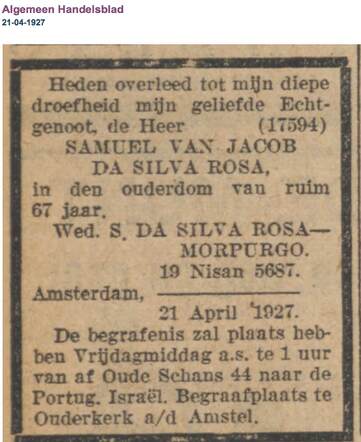 Algemeen Handelsblad
21-04-1927
Heden overleed tot mijn diepe
droefheid mijn geliefde Echt-
genoot, de Heer (17594)
SAMUEL VAN JACOB
DA SILVA ROSA,
in den ouderdom van ruim
67 jaar.
Wed. S. DA SILVA ROSA—
MORPURGO.
19 Nisan 5687.
Amsterdam,
21 April 1927.
De begrafenis zal plaats heb-
ben Vrijdagmiddag a.s. te 1 uur
van af Oude Schans 44 naar de
Portug. Israël. Begraafplaats te
Ouderkerk a/d Amstel.